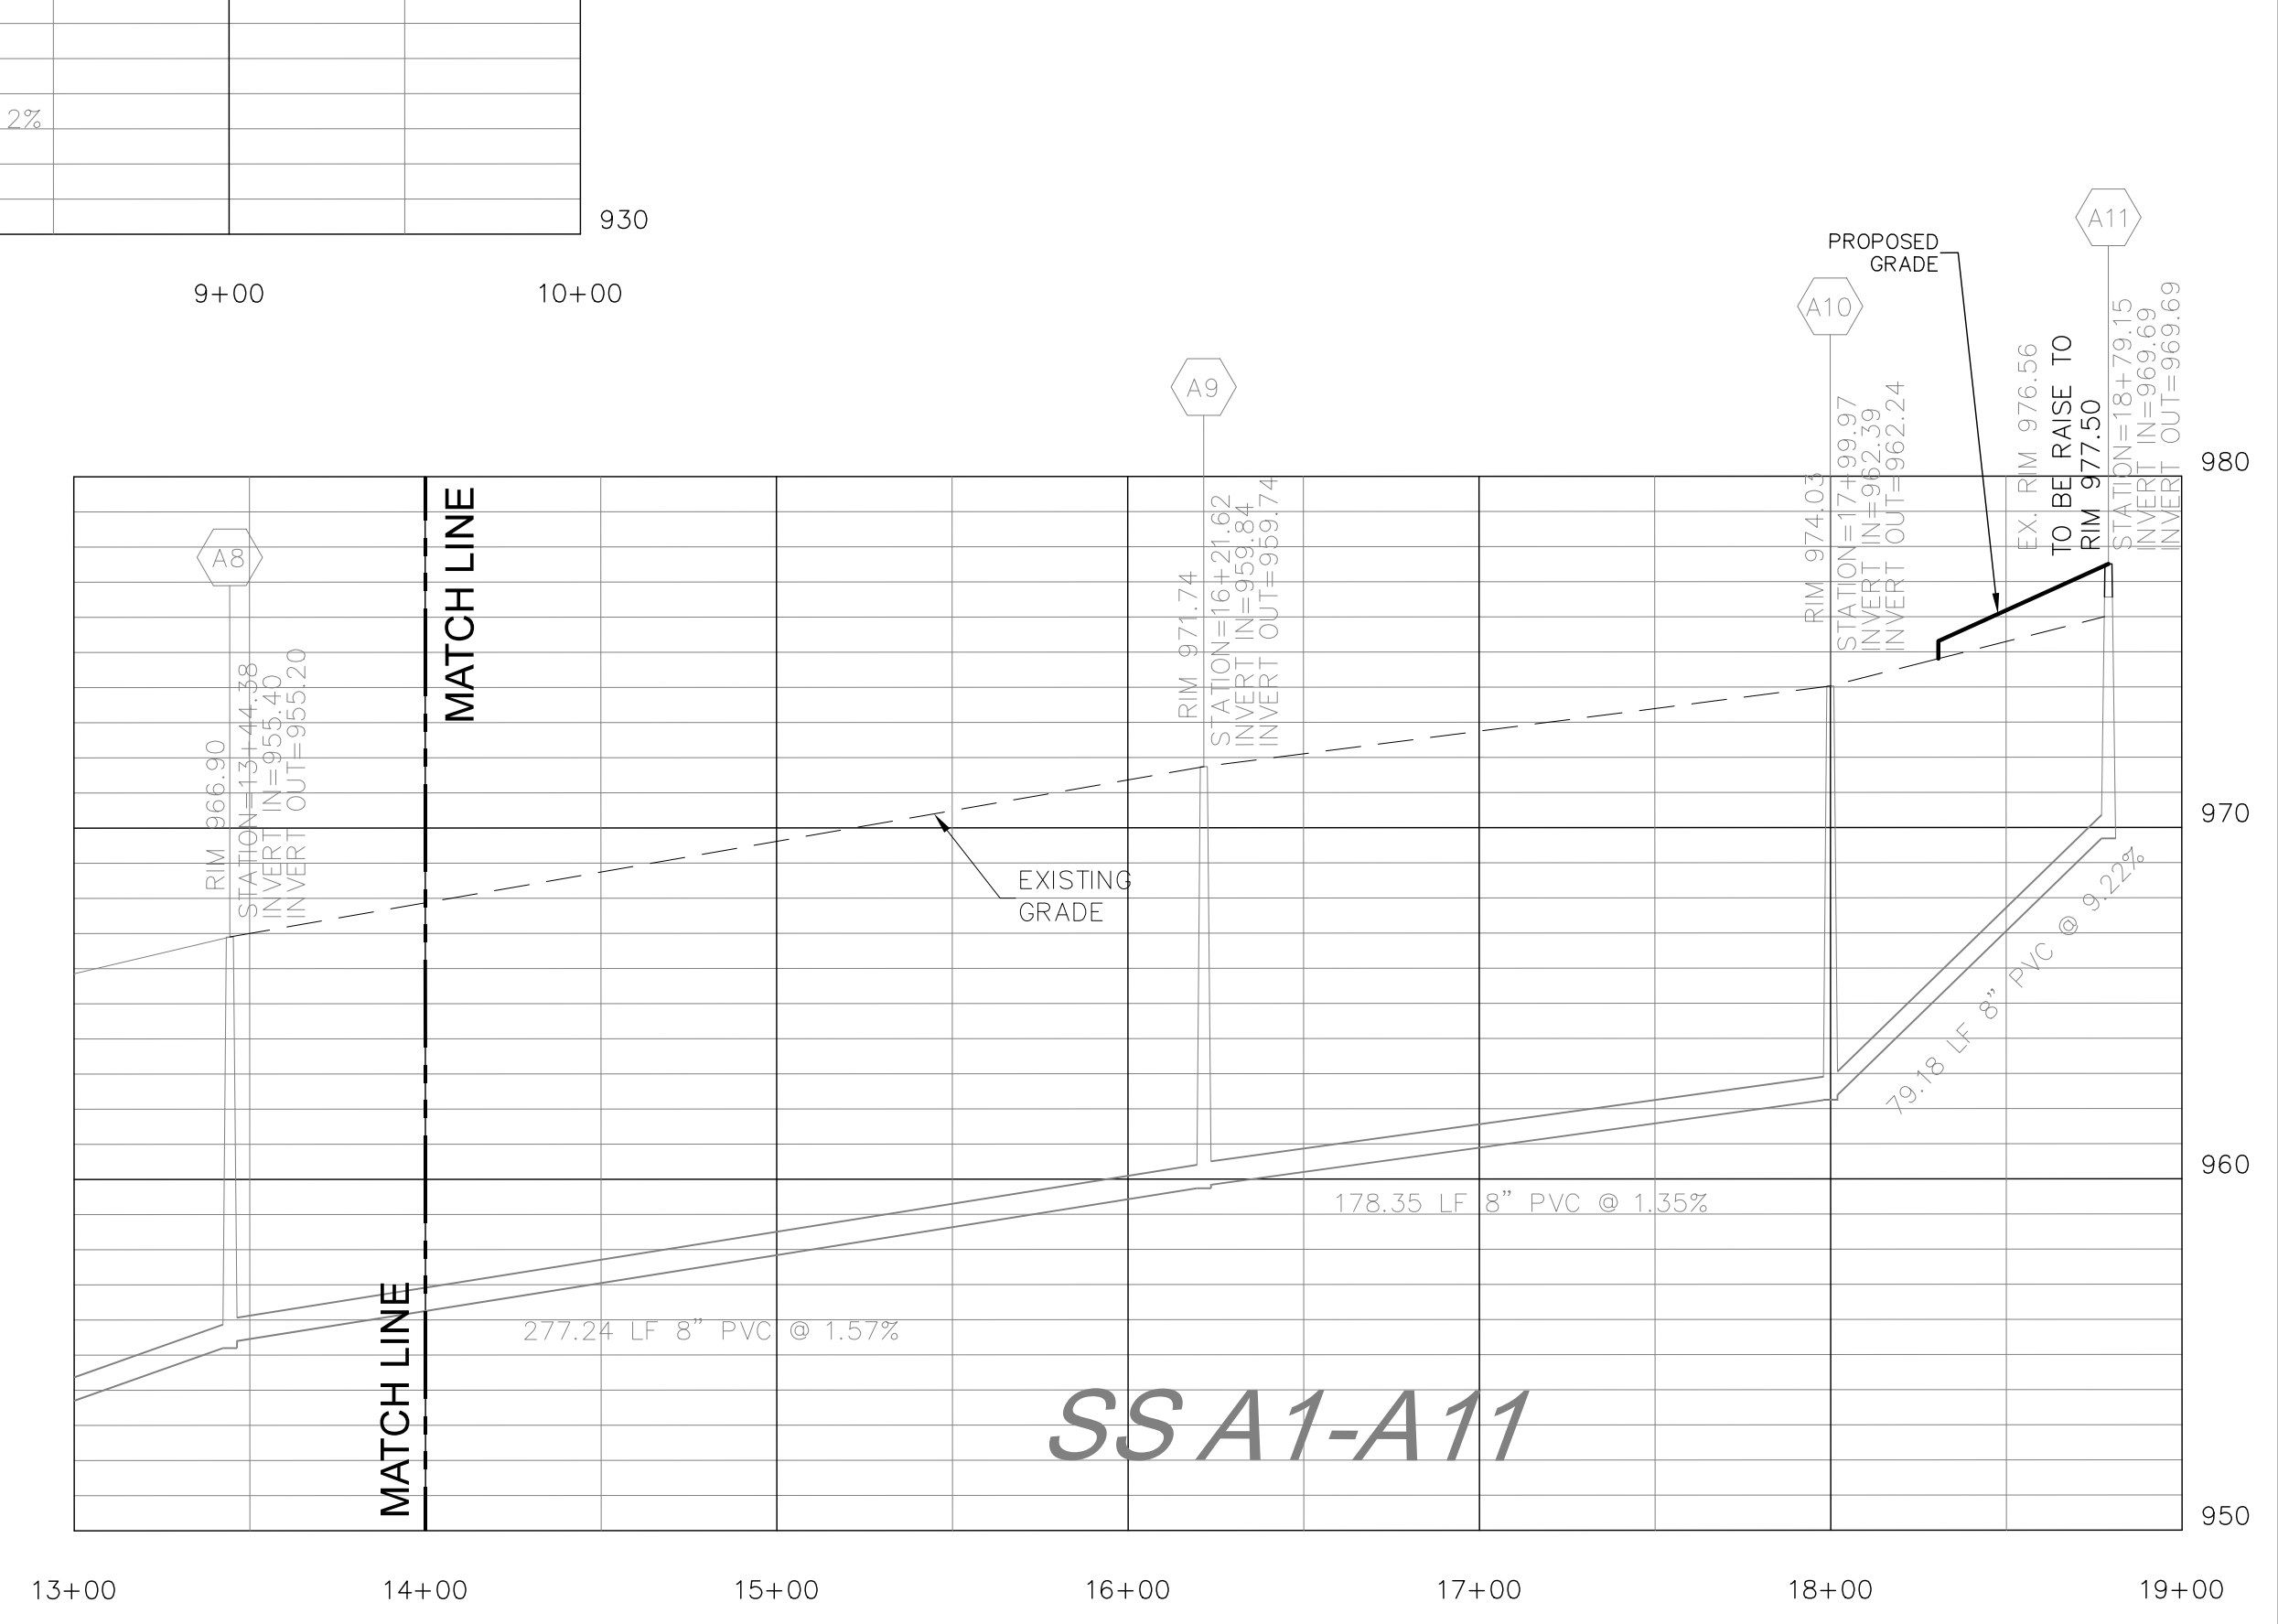 2%
930
9+00
10+00
A11
PROPOSED
GRADE
A10
A9
EX. RIM 976.56
TO BE RAISE TO
RIM 977.50
STATION=18+79.15
INVERT IN=969.69
INVERT OUT=969.69
RIM 974.03
STATION=17+99.97
INVERT IN=962.39
INVERT OUT=962.24
RIM 971.74
STATION=16+21.62
INVERT IN=959.84
INVERT OUT=959.74
A8
RIM 966.90
STATION=13+44.38
INVERT IN=955.40
INVERT OUT=955.20
MATCH LINE
980
970
EXISTING
GRADE
79.18 LF 8" PVC @ 9.22%
960
178.35 LF 8" PVC @ 1.35%
277.24 LF 8" PVC @ 1.57%
MATCH LINE
SS A1-A11
950
13+00
14+00
15+00
16+00
17+00
18+00
19+00